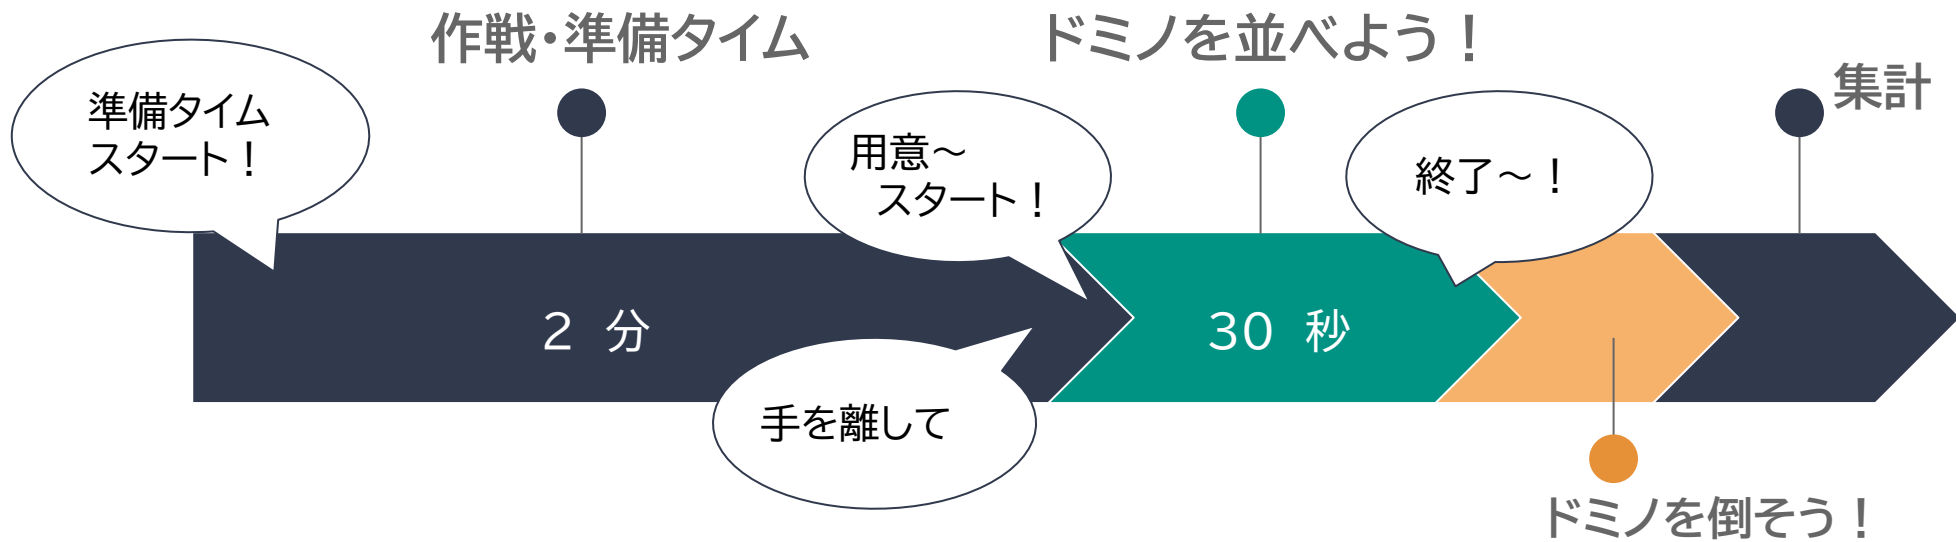 作戦・準備タイム
ドミノを並べよう！
集計
準備タイム
スタート！
用意～
スタート！
終了～！
2 分
30 秒
手を離して
ドミノを倒そう！